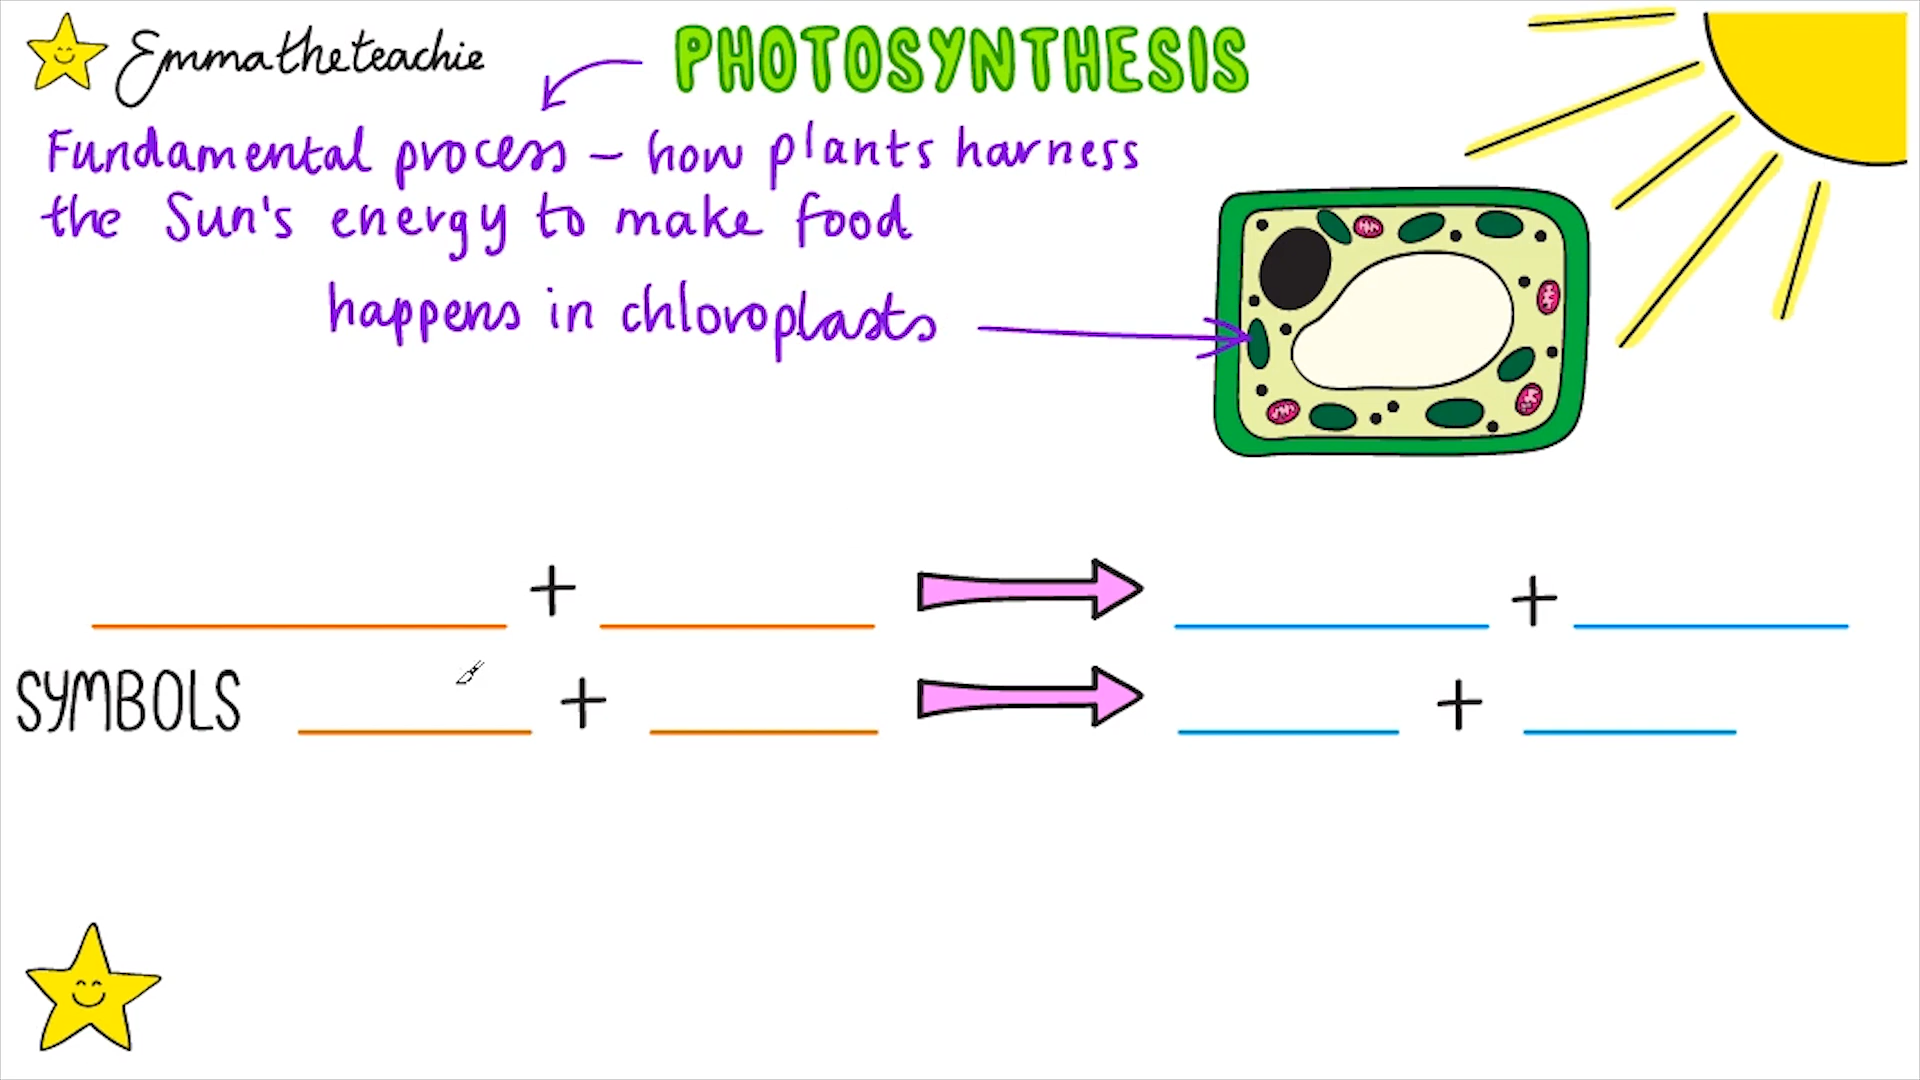 Emmatheteachie
PHOTOSYNTHESIS
Fundamental process – how plants harness
the Sun's energy to make food
happens in chloroplasts
+
+
SYMBOLS
+
+